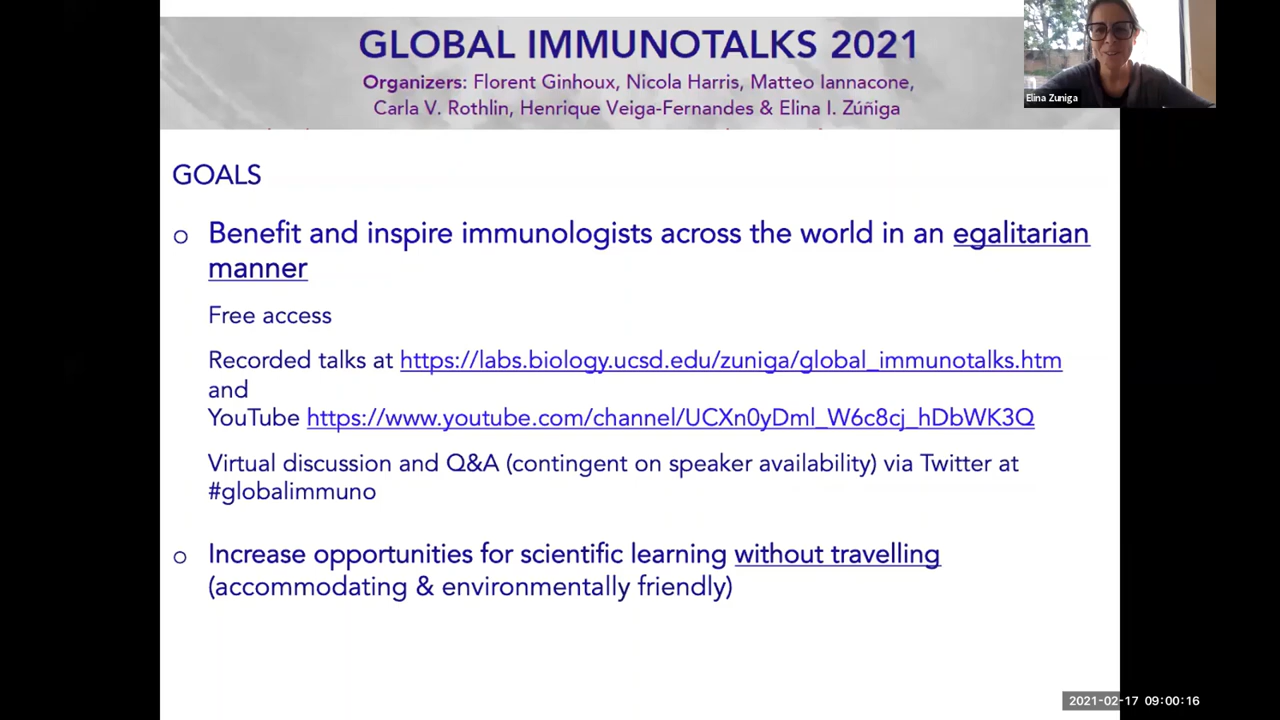 GLOBAL IMMUNOTALKS 2021
Organizers: Florent Ginhoux, Nicola Harris, Matteo Iannacone,
Carla V. Rothlin, Henrique Veiga-Fernandes & Elina I. Zúñiga
Elina Zuniga
GOALS
o Benefit and inspire immunologists across the world in an egalitarian
manner
Free access
Recorded talks at https://labs.biology.ucsd.edu/zuniga/global_immunotalks.htm
and
YouTube https://www.youtube.com/channel/UCXn0yDml_W6c8cj_hDbWK3Q
Virtual discussion and Q&A (contingent on speaker availability) via Twitter at
#globalimmuno
o Increase opportunities for scientific learning without travelling
(accommodating & environmentally friendly)
2021-02-17 09:00:16